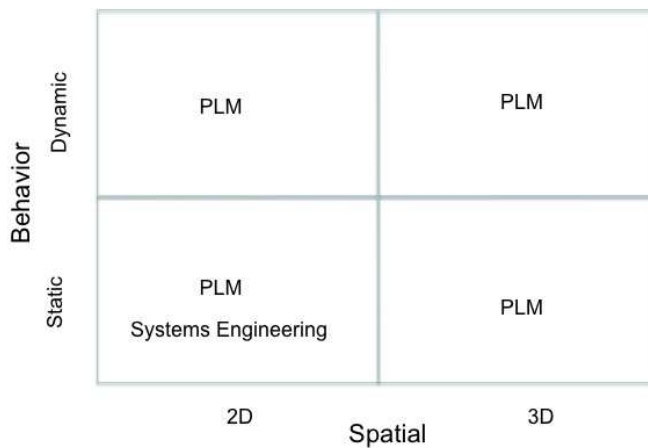 Behavior
Dynamic
PLM
PLM
Static
PLM
Systems Engineering
PLM
2D
3D
Spatial